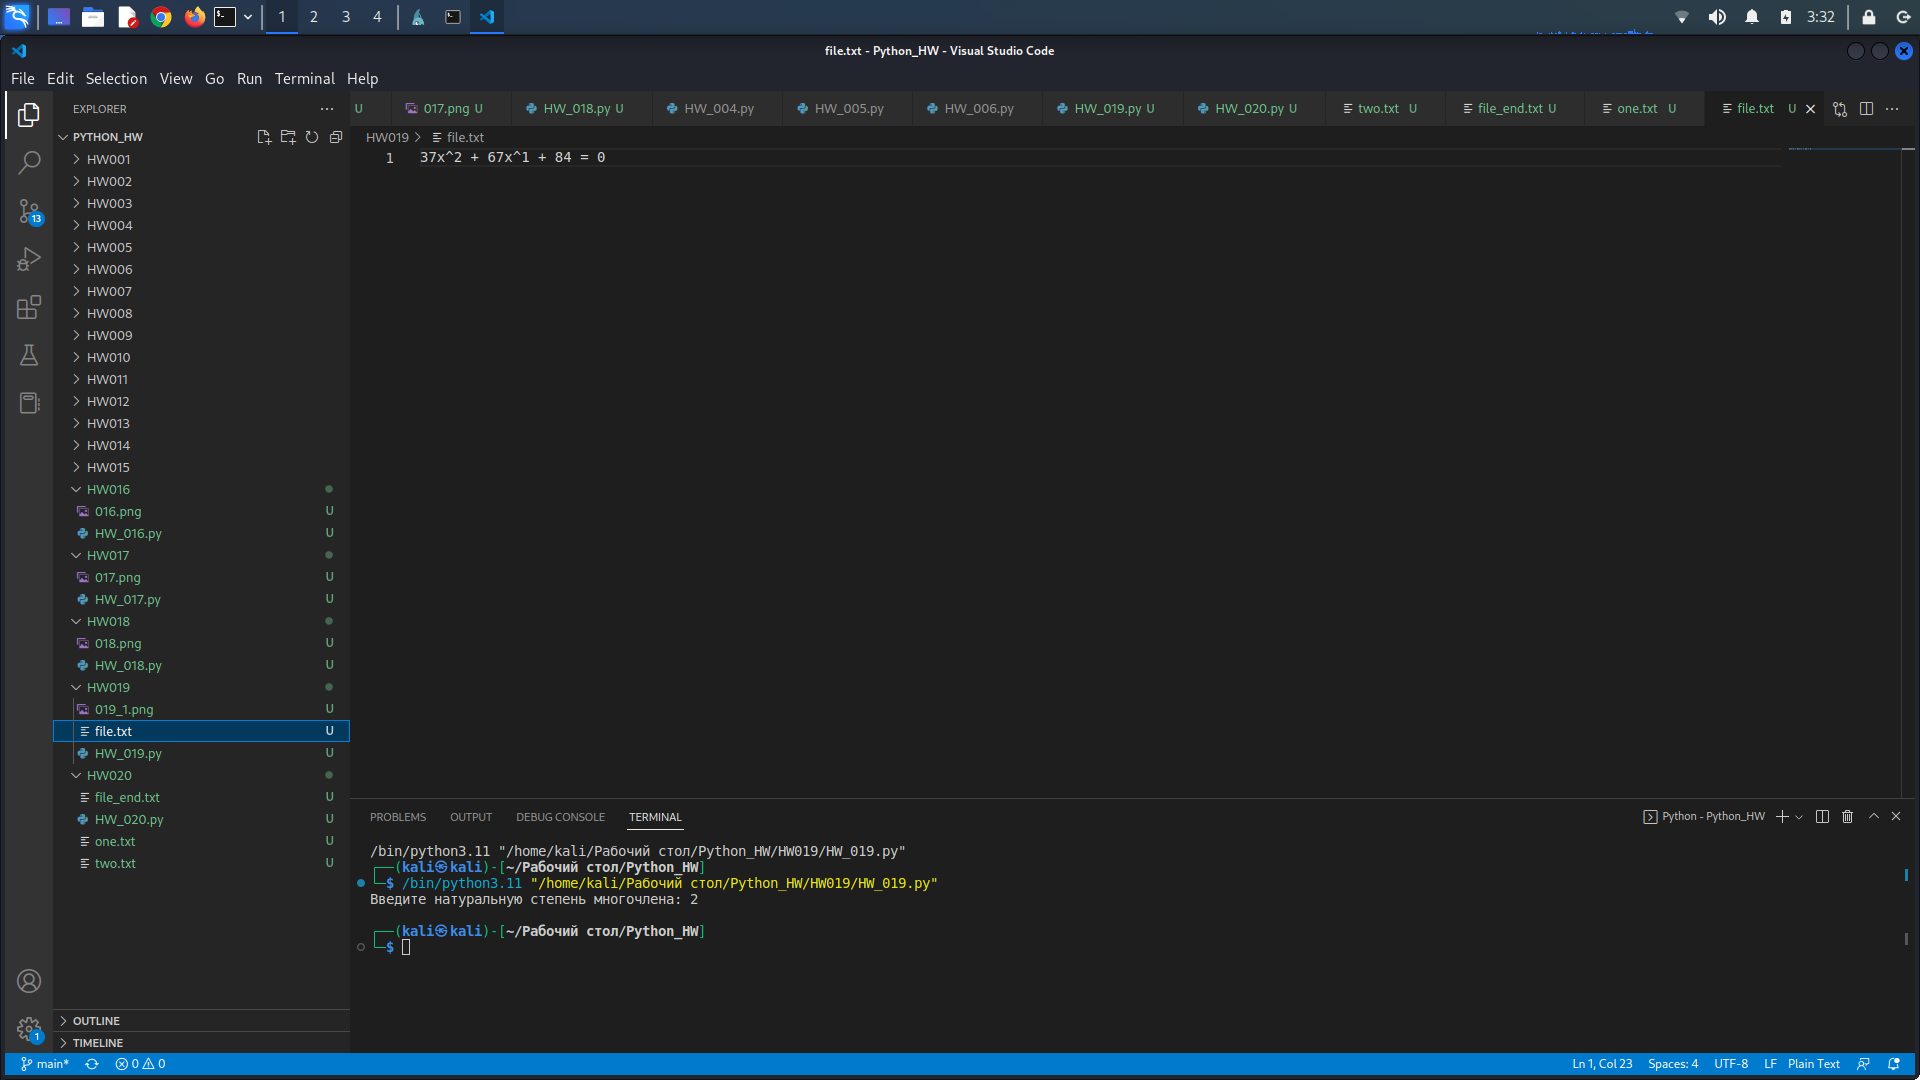 1 2 3 4 3:32
file.txt - Python_HW - Visual Studio Code
File Edit Selection View Go Run Terminal Help
EXPLORER
U 017.png U HW_018.py U HW_004.py HW_005.py HW_006.py HW_019.py U HW_020.py U two.txt U file_end.txt U one.txt U file.txt U
PYTHON_HW
HW019 file.txt
1 37x^2 + 67x^1 + 84 = 0
HW001
HW002
HW003
HW004
HW005
HW006
HW007
HW008
HW009
HW010
HW011
HW012
HW013
HW014
HW015
HW016
016.png U
HW_016.py U
HW017
017.png U
HW_017.py U
HW018
018.png U
HW_018.py U
HW019
019_1.png U
file.txt U
HW_019.py U
HW020
file_end.txt U
HW_020.py U
one.txt U
two.txt U
13
1
OUTLINE
TIMELINE
PROBLEMS OUTPUT DEBUG CONSOLE TERMINAL Python - Python_HW
/bin/python3.11 "/home/kali/Рабочий стол/Python_HW/HW019/HW_019.py"
┌──(kali㉿kali)-[~/Рабочий стол/Python_HW]
└─$ /bin/python3.11 "/home/kali/Рабочий стол/Python_HW/HW019/HW_019.py"
Введите натуральную степень многочлена: 2
┌──(kali㉿kali)-[~/Рабочий стол/Python_HW]
└─$
main* 0 0 Ln 1, Col 23 Spaces: 4 UTF-8 LF Plain Text